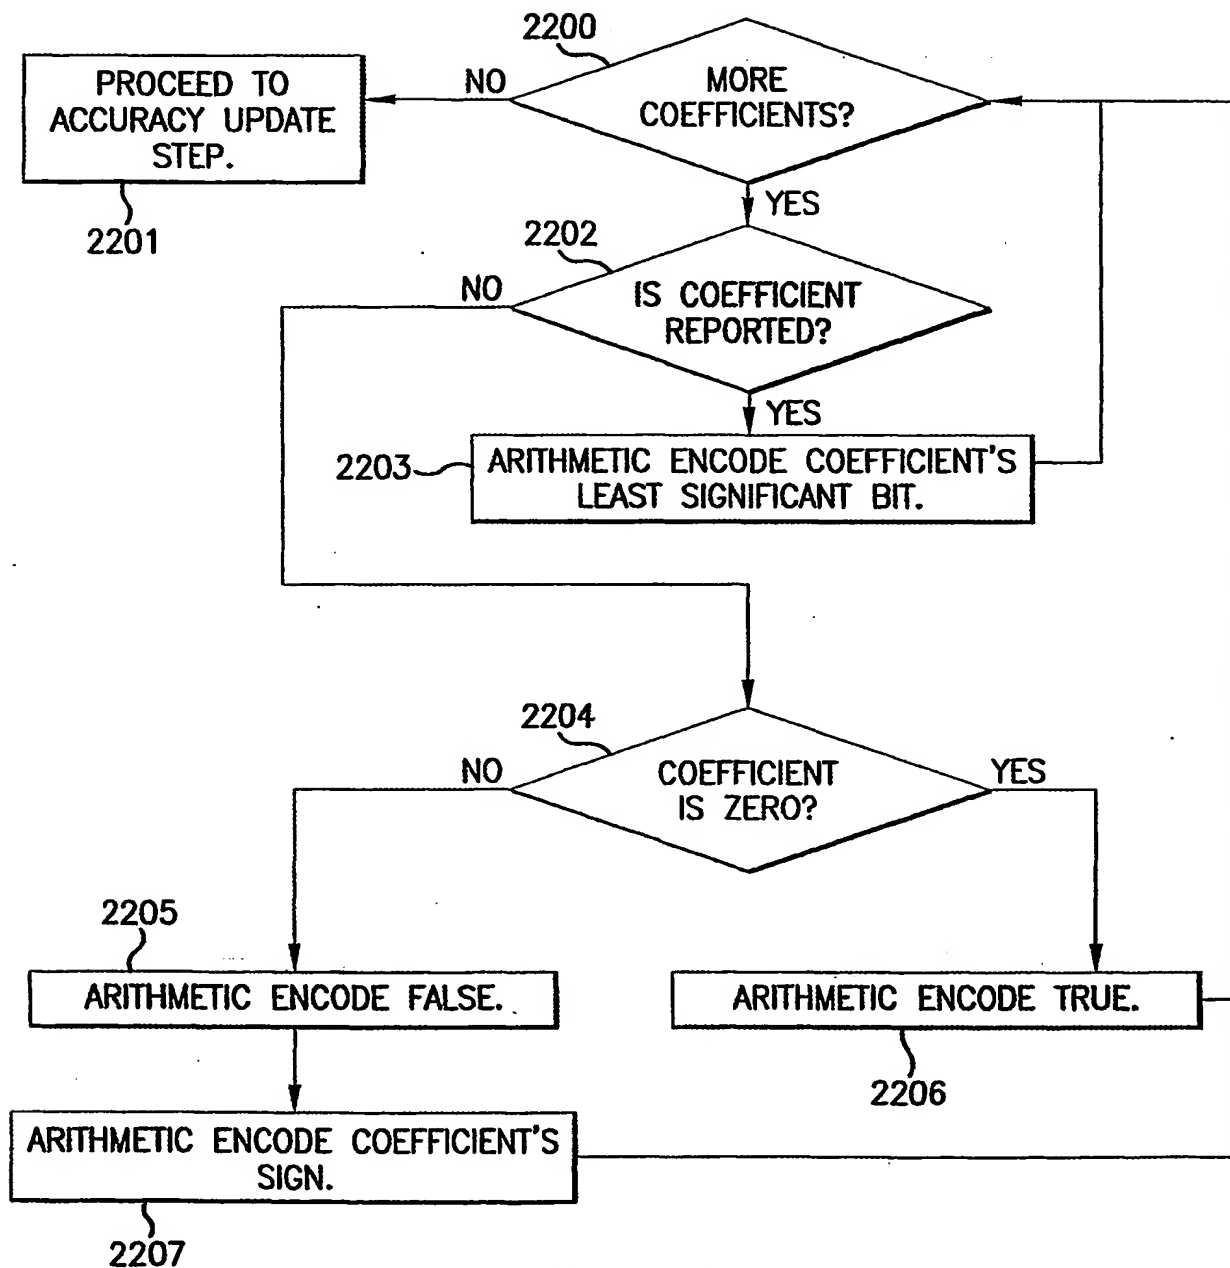 2200
MORE
COEFFICIENTS?
NO
PROCEED TO
ACCURACY UPDATE
STEP.
2201
YES
2202
NO
IS COEFFICIENT
REPORTED?
YES
2203
ARITHMETIC ENCODE COEFFICIENT'S
LEAST SIGNIFICANT BIT.
2204
NO
COEFFICIENT
IS ZERO?
YES
2205
ARITHMETIC ENCODE FALSE.
ARITHMETIC ENCODE TRUE.
2206
ARITHMETIC ENCODE COEFFICIENT'S
SIGN.
2207